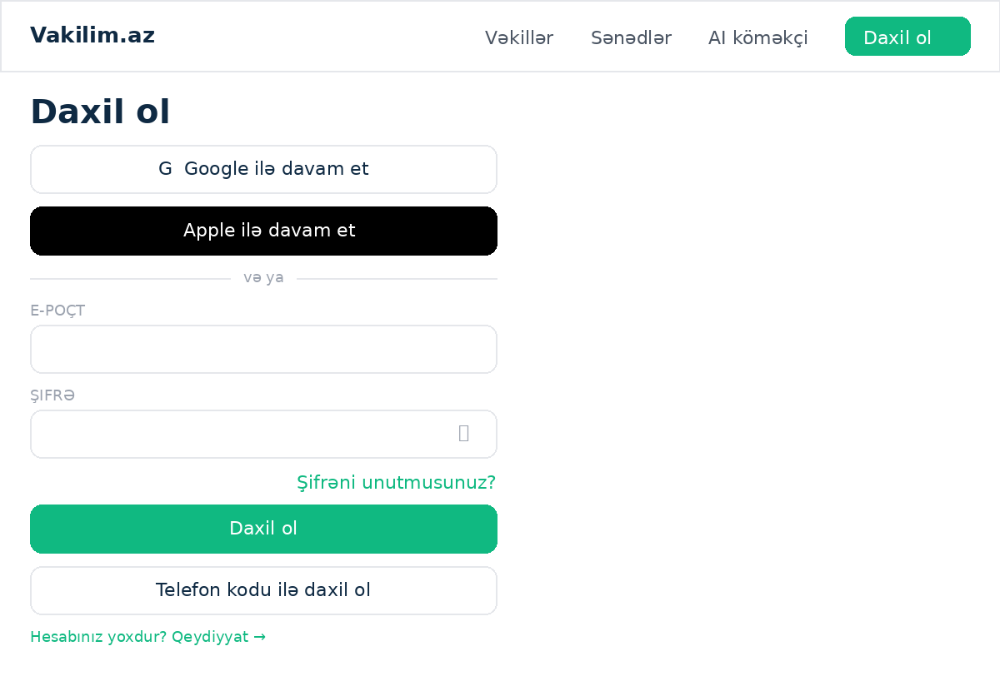 Vakilim.az
Vəkillər Sənədlər AI köməkçi Daxil ol
Daxil ol
G Google ilə davam et
Apple ilə davam et
və ya
E-POÇT
ŞIFRƏ
Şifrəni unutmusunuz?
Daxil ol
Telefon kodu ilə daxil ol
Hesabınız yoxdur? Qeydiyyat →